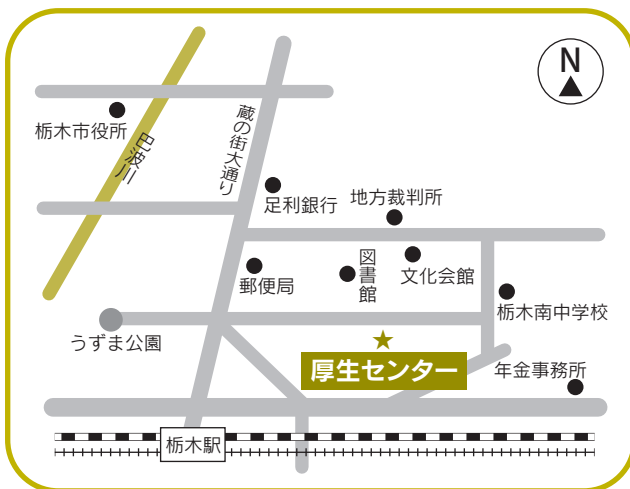 N
栃木市役所
巴波川
蔵の街大通り
足利銀行
地方裁判所
郵便局
図書館
文化会館
栃木南中学校
うずま公園
厚生センター
年金事務所
栃木駅